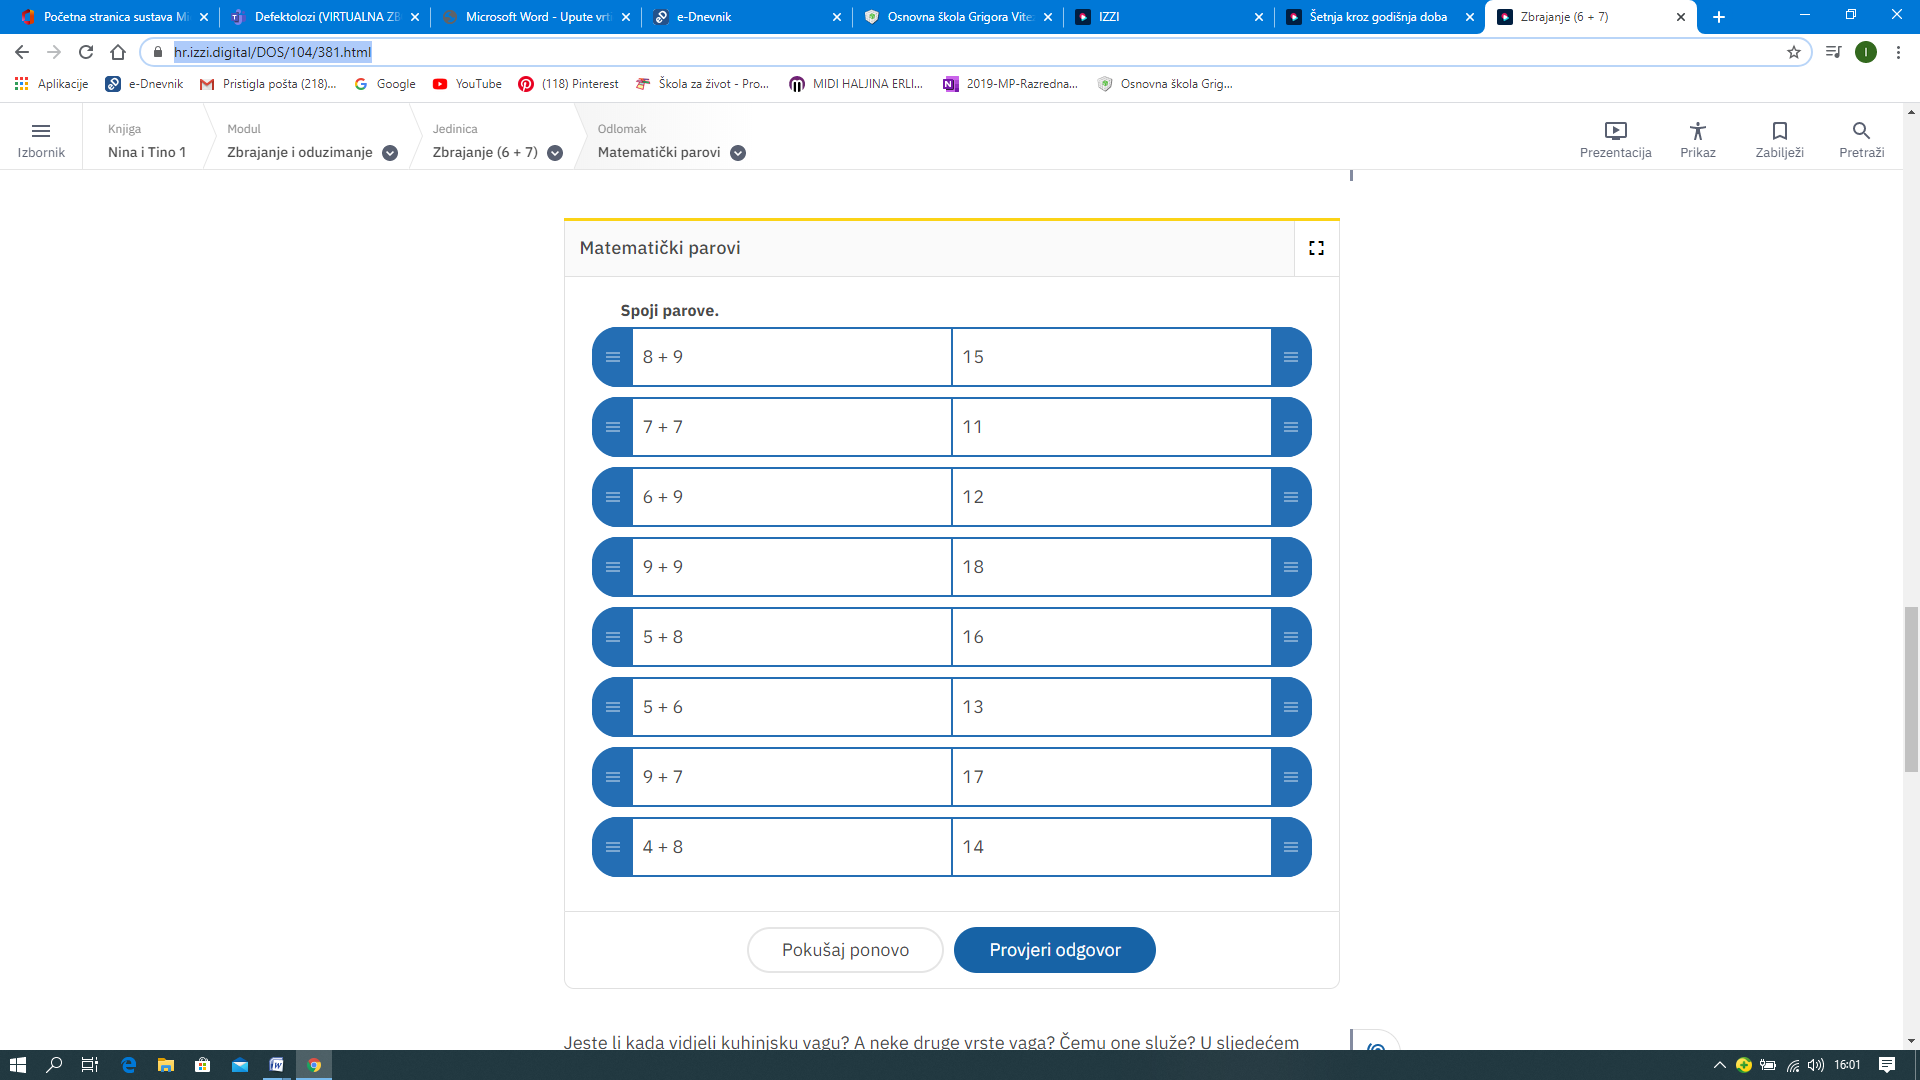 Početna stranica sustava Mi
Defektolozi (VIRTUALNA ZB
Microsoft Word - Upute vrti
e-Dnevnik
Osnovna škola Grigora Vite
IZZI
Šetnja kroz godišnja doba
Zbrajanje (6 + 7)
hr.izzi.digital/DOS/104/381.html
I
Aplikacije
e-Dnevnik
Pristigla pošta (218)...
Google
YouTube
(118) Pinterest
Škola za život - Pro...
MIDI HALJINA ERLI...
2019-MP-Razredna...
Osnovna škola Grig...
Izbornik
Knjiga
Nina i Tino 1
Modul
Zbrajanje i oduzimanje
Jedinica
Zbrajanje (6 + 7)
Odlomak
Matematički parovi
Prezentacija
Prikaz
Zabilježi
Pretraži
Matematički parovi
Spoji parove.
8 + 9 15
7 + 7 11
6 + 9 12
9 + 9 18
5 + 8 16
5 + 6 13
9 + 7 17
4 + 8 14
Pokušaj ponovo
Provjeri odgovor
Jeste li kada vidjeli kuhinjsku vagu? A neke druge vrste vaga? Čemu one služe? U sljedećem
16:01